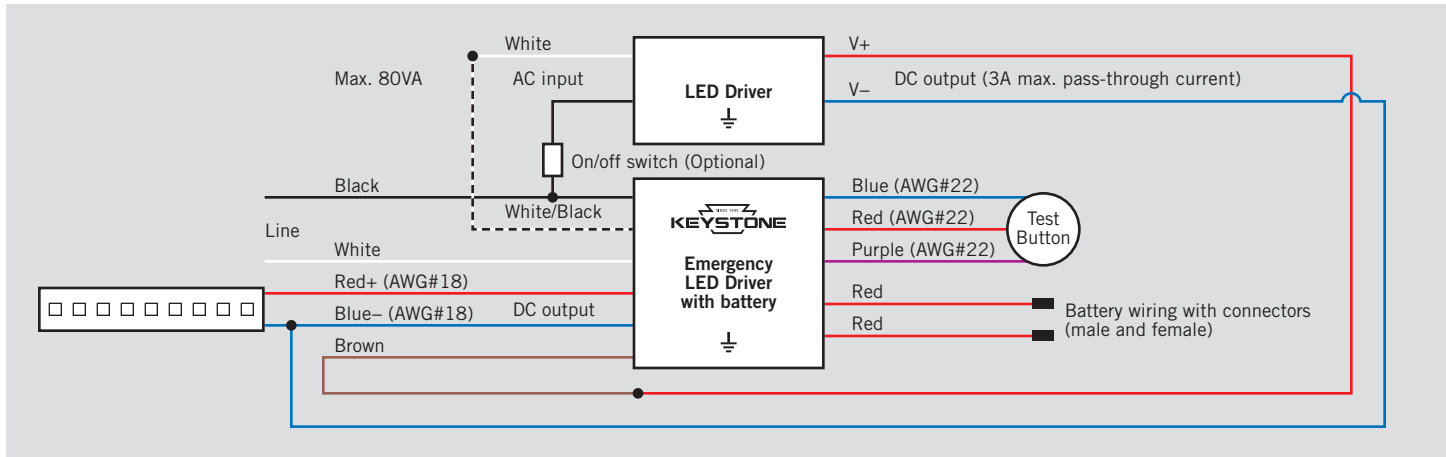 White
V+
Max. 80VA
AC input
LED Driver
DC output (3A max. pass-through current)
V–
On/off switch (Optional)
Black
Blue (AWG#22)
White/Black
SINCE 1945
KEYSTONE
Red (AWG#22)
Test
Button
Line
White
Purple (AWG#22)
Emergency
LED Driver
with battery
Red+ (AWG#18)
Red
Blue– (AWG#18)
DC output
Battery wiring with connectors
(male and female)
Red
Brown